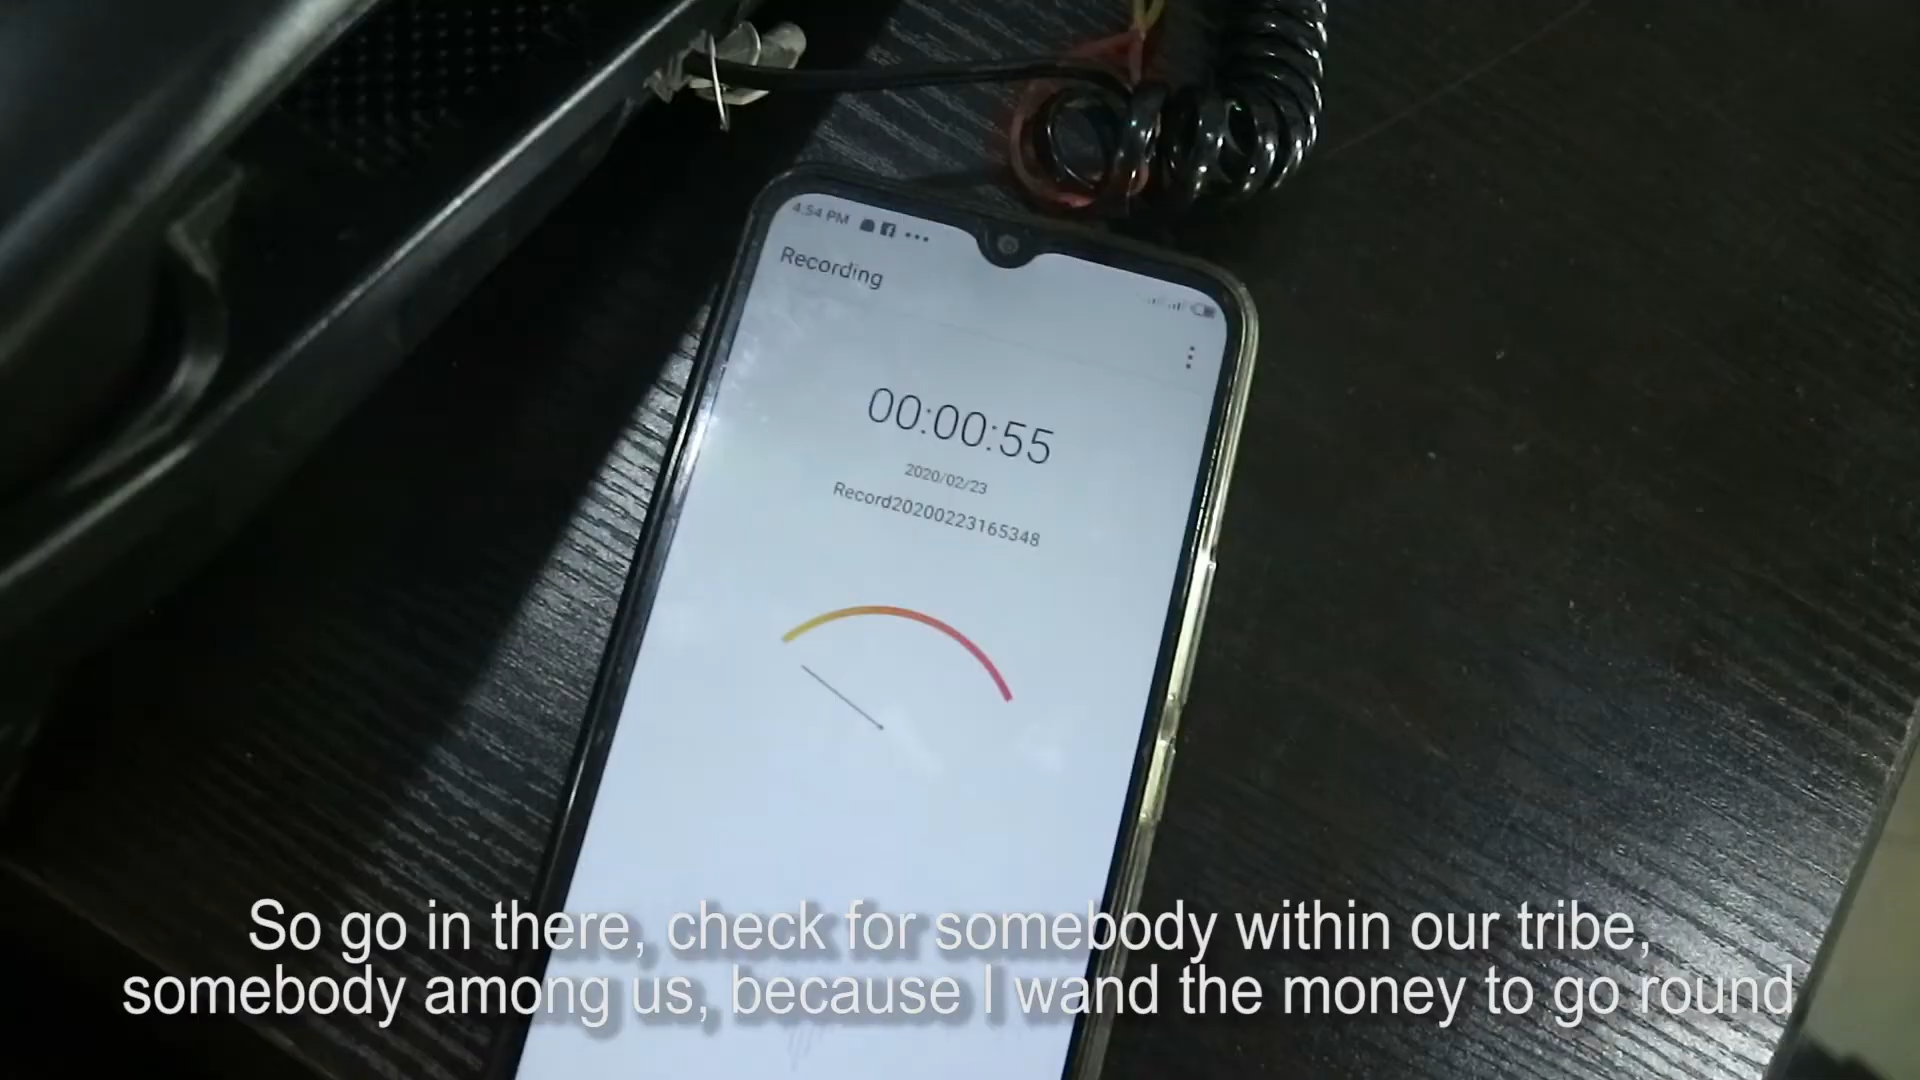 4:54 PM
Recording
00:00:55
2020/02/23
Record20200223165348
So go in there, check for somebody within our tribe,
somebody among us, because I wand the money to go round